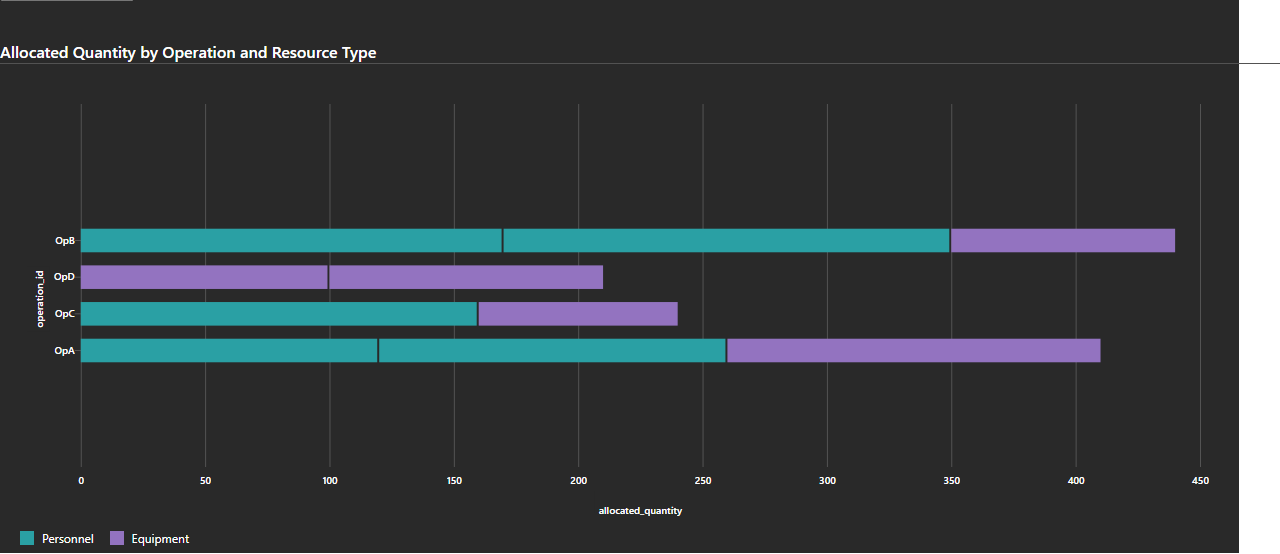 Allocated Quantity by Operation and Resource Type
OpB
OpD
OpC
OpA
operation_id
0 50 100 150 200 250 300 350 400 450
allocated_quantity
Personnel Equipment